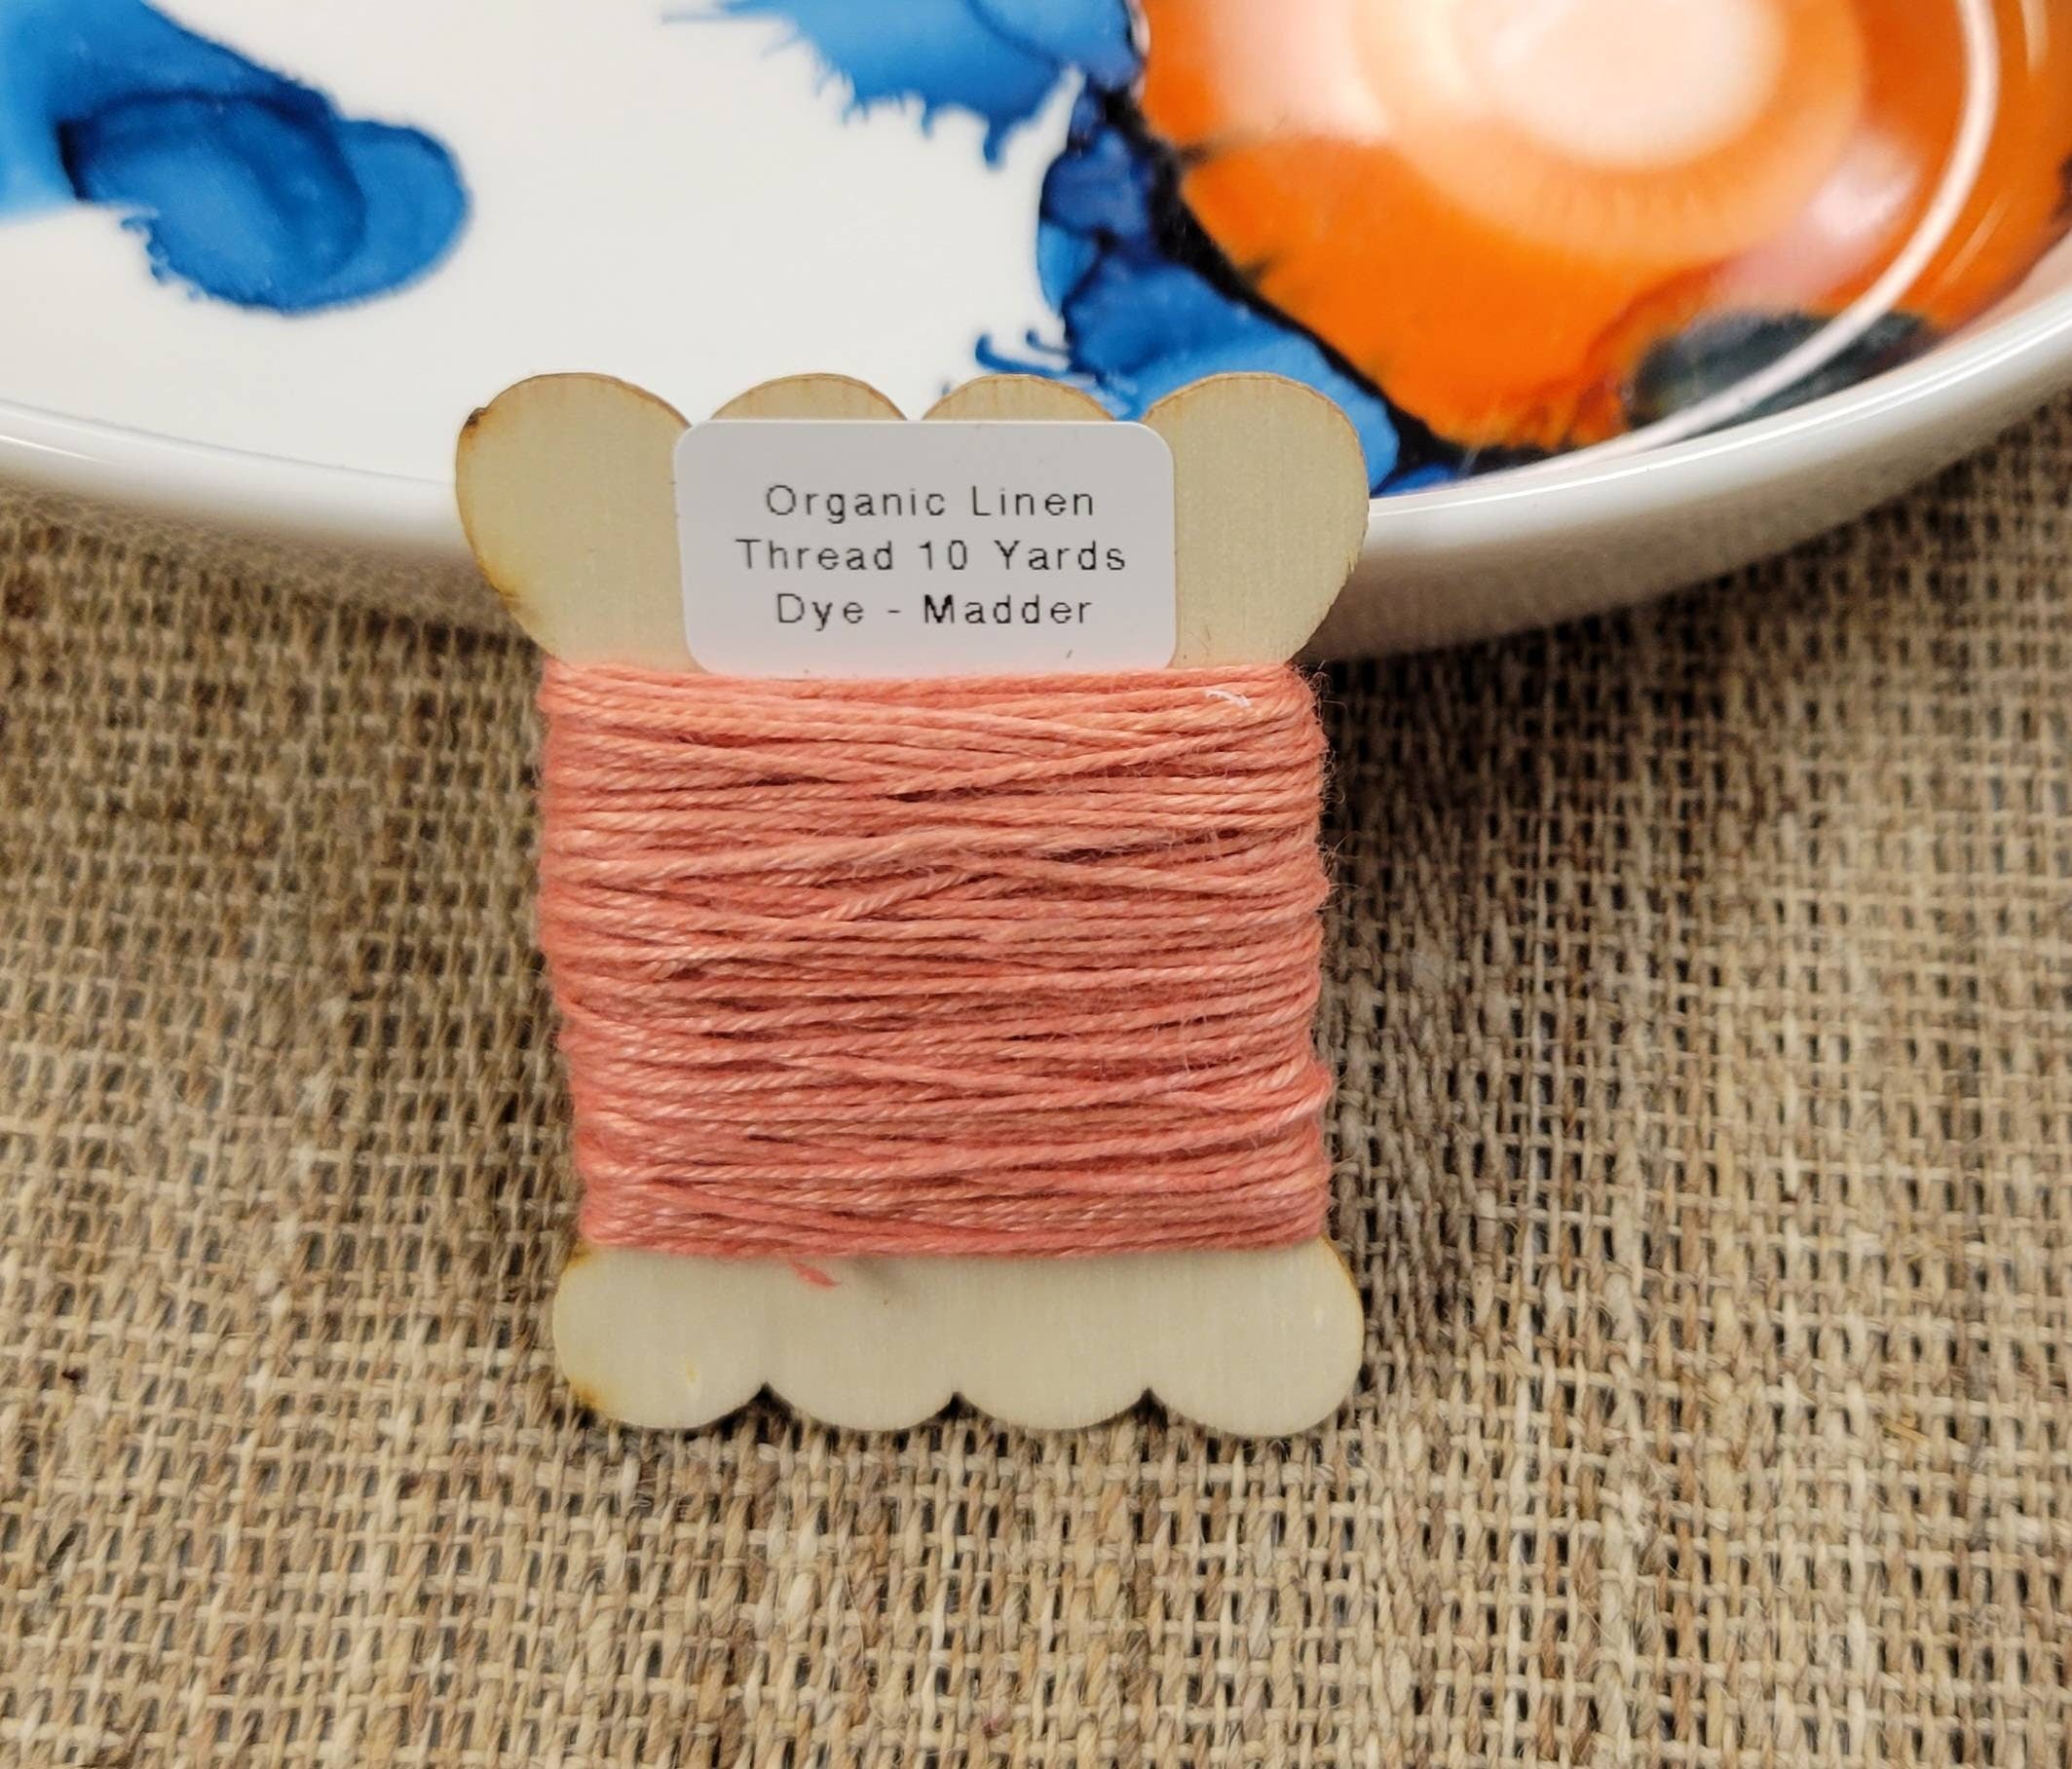 Organic Linen
Thread 10 Yards
Dye - Madder